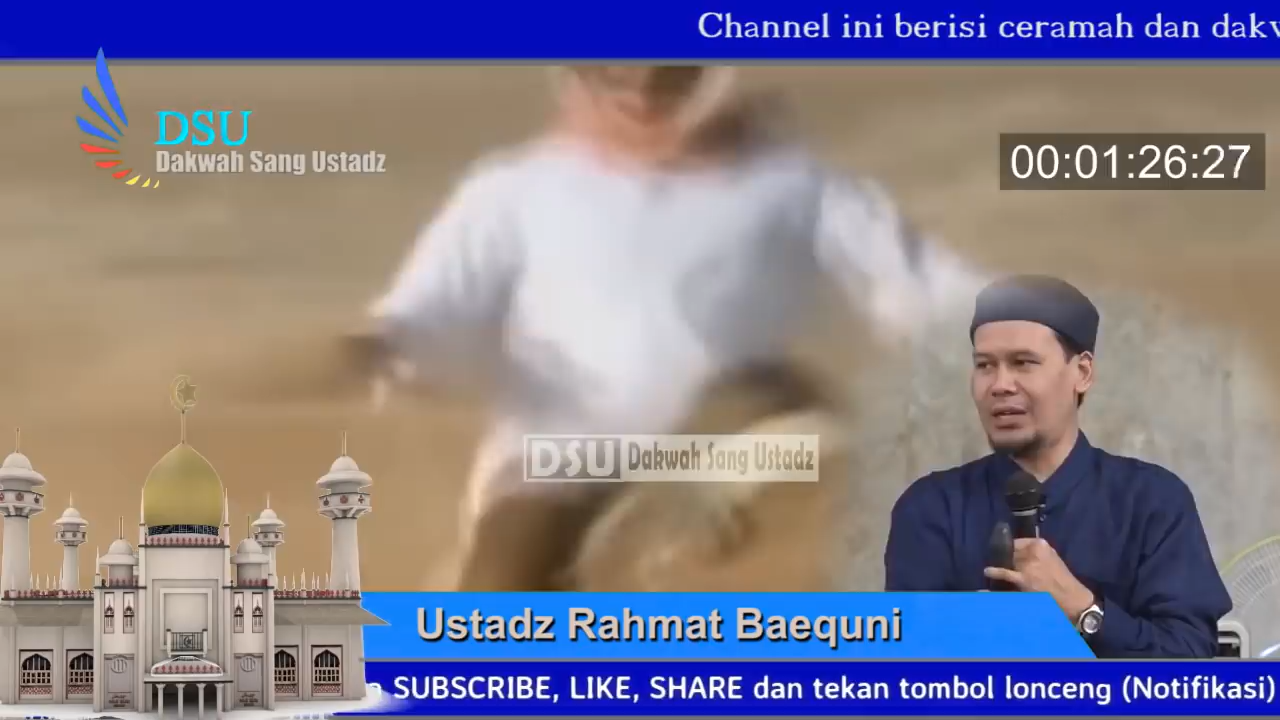 Channel ini berisi ceramah dan dakw
DSU
Dakwah Sang Ustadz
00:01:26:27
DSU Dakwah Sang Ustadz
Ustadz Rahmat Baequni
SUBSCRIBE, LIKE, SHARE dan tekan tombol lonceng (Notifikasi)